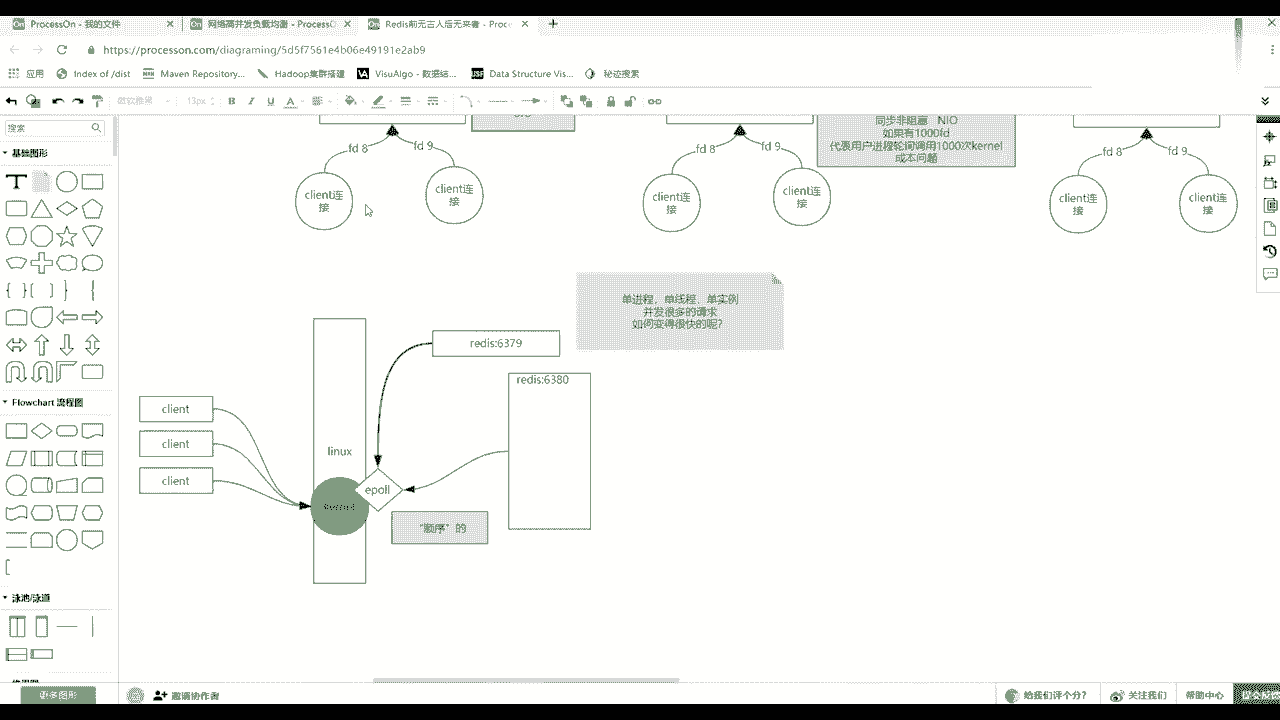 ProcessOn - 我的文件
网络高并发负载均衡 - ProcessO
Redis前无古人后无来者 - Proc
https://processon.com/diagraming/5d5f7561e4b06e49191e2ab9
应用
Index of /dist
Maven Repository...
Hadoop集群搭建
VisuAlgo - 数据结...
Data Structure Vis...
秘迹搜索
微软雅黑
13px
B
I
U
A
搜索
基础图形
T
Flowchart 流程图
泳池/泳道
更多图形
邀请协作者
给我们评个分?
关注我们
帮助中心
fd 8
fd 9
client连接
client连接
fd 8
fd 9
client连接
client连接
同步非阻塞 NIO
如果有1000fd
代表用户进程轮询调用1000次kernel
成本问题
fd 8
fd 9
client连接
client连接
单进程、单线程、单实例
并发很多的请求
如何变得很快的呢?
redis:6379
redis:6380
client
client
client
linux
kernel
epoll
“顺序”的